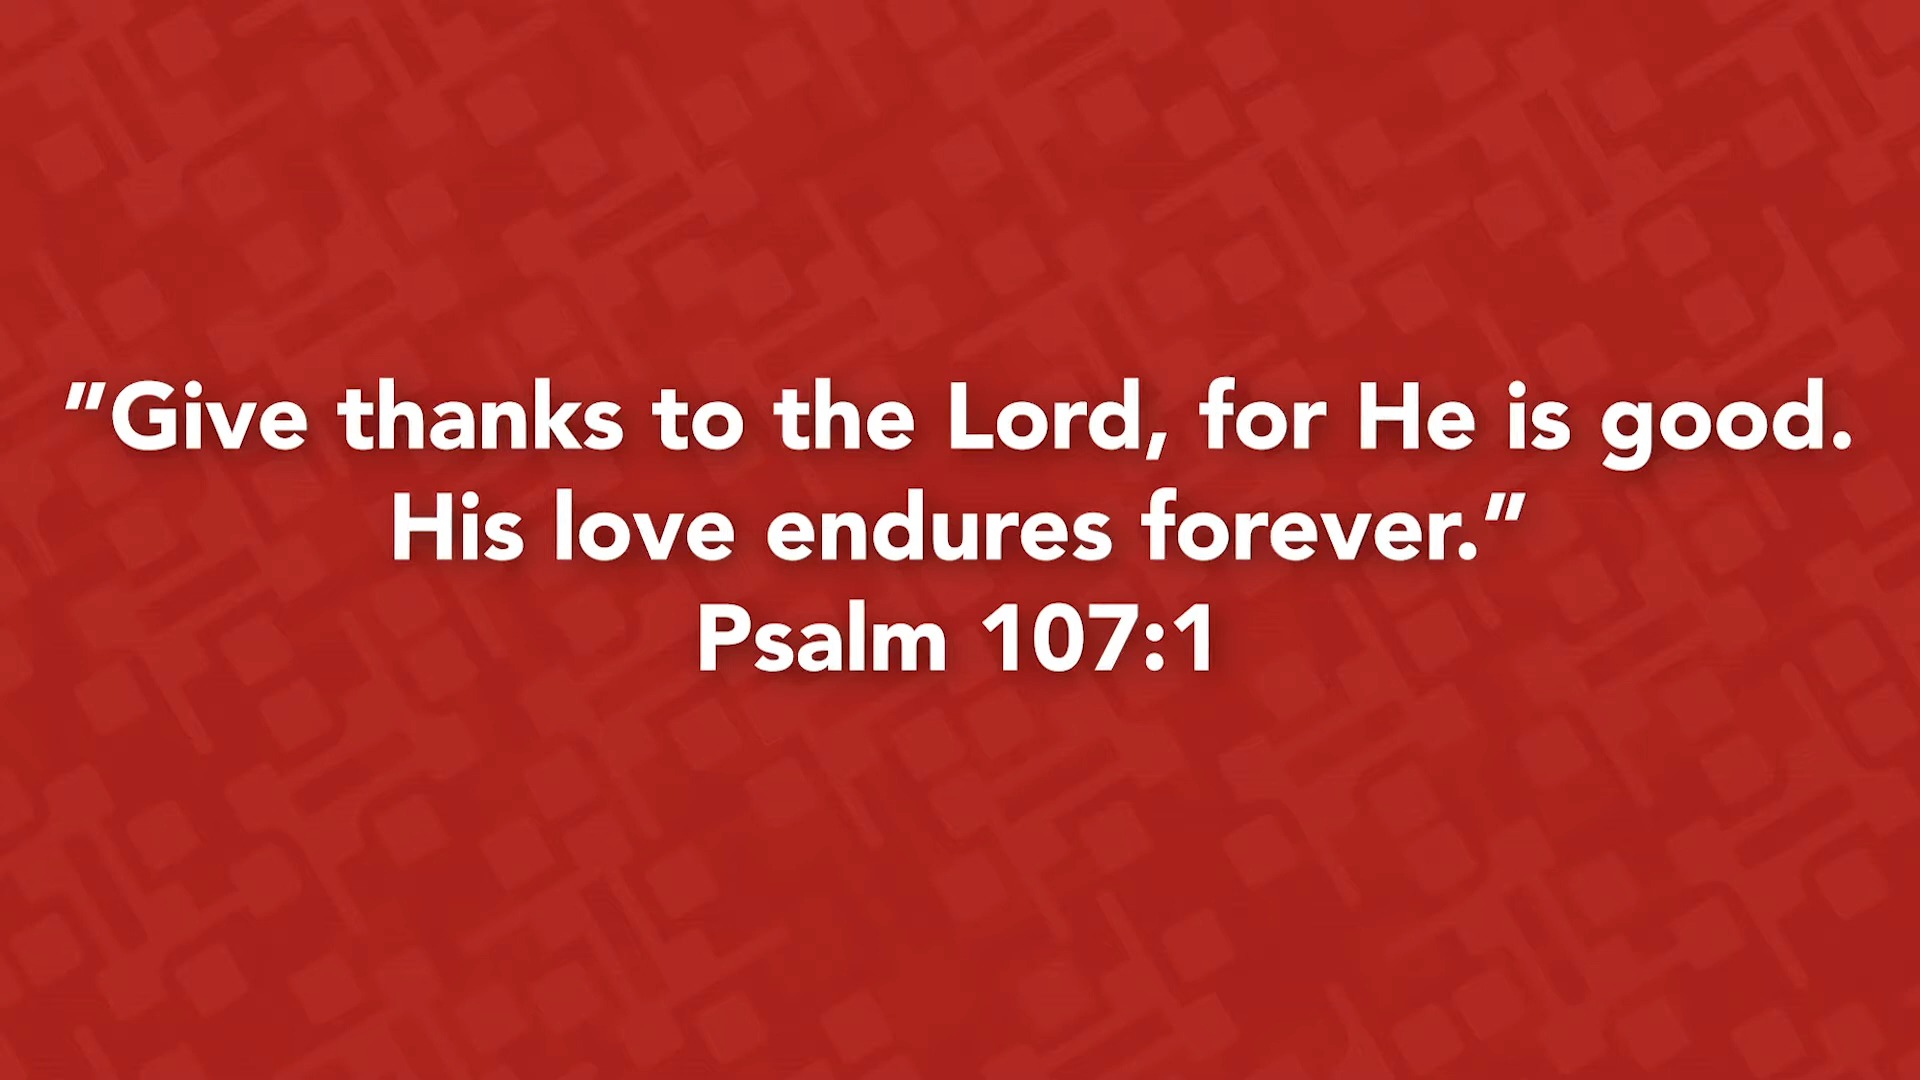 "Give thanks to the Lord, for He is good.
His love endures forever."
Psalm 107:1